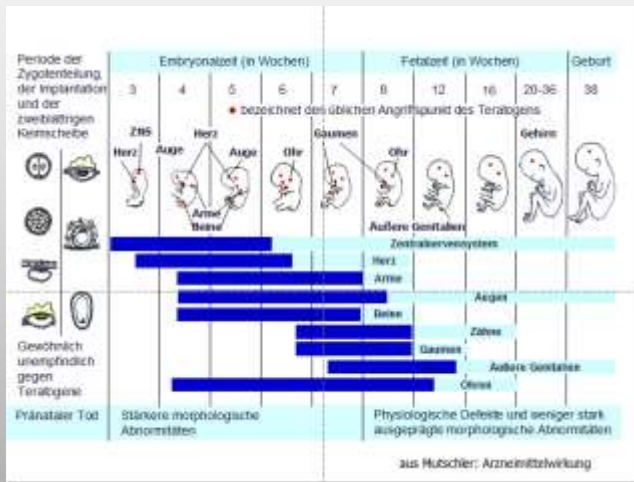 Periode der
Zygotenteilung,
der Implantation
und der
zweiblättrigen
Keimscheibe
Embryonalzeit (in Wochen)
Fetalzeit (in Wochen)
Geburt
3 4 5 6 7 8 12 16 20-36 38
• bezeichnet den üblichen Angriffspunkt des Teratogens
ZNS
Herz
Gaumen
Gehirn
Herz
Auge
Auge
Ohr
Ohr
Arme
Beine
Äußere Genitalien
Zentralnervensystem
Herz
Arme
Augen
Beine
Zähne
Gaumen
Äußere Genitalien
Ohren
Gewöhnlich
unempfindlich
gegen
Teratogene
Pränataler Tod
Stärkere morphologische
Abnormitäten
Physiologische Defekte und weniger stark
ausgeprägte morphologische Abnormitäten
aus Mutschler: Arzneimittelwirkung